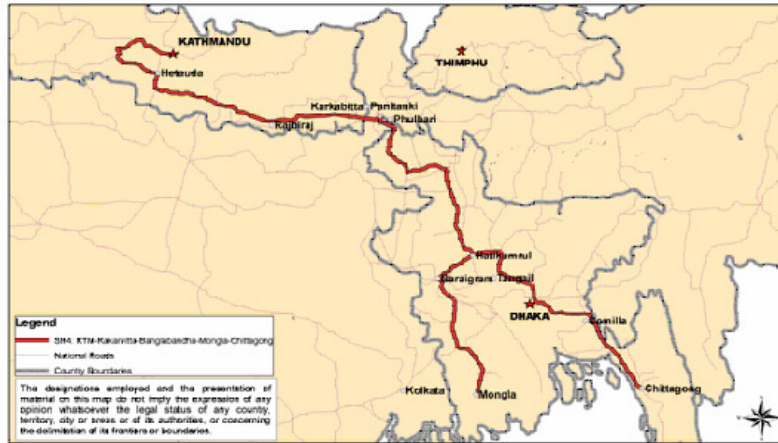 KATHMANDU
THIMPHU
Hetauda
Karkabitta
Panitanki
Rajbiraj
Phulbari
Hatikumrul
Baraigram
Tangail
DHAKA
Comilla
Kolkata
Mongla
Chittagong
Legend
SH4: KTM-Kakarvitta-Bangabandha-Mongla-Chittagong
National Roads
Country Boundaries
The designations employed and the presentation of
material on this map do not imply the expression of any
opinion whatsoever the legal status of any country,
territory, city or areas or of its authorities, or concerning
the delimitation of its frontiers or boundaries.